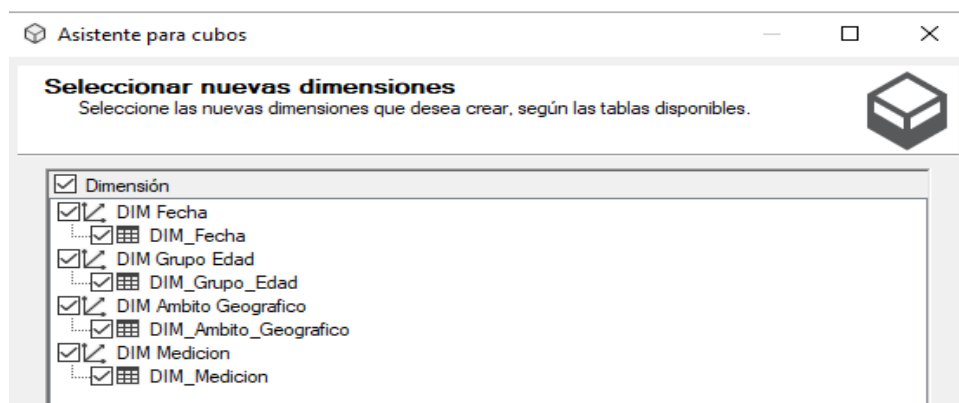 Asistente para cubos
Seleccionar nuevas dimensiones
Seleccione las nuevas dimensiones que desea crear, según las tablas disponibles.
Dimensión
DIM Fecha
DIM_Fecha
DIM Grupo Edad
DIM_Grupo_Edad
DIM Ambito Geografico
DIM_Ambito_Geografico
DIM Medicion
DIM_Medicion